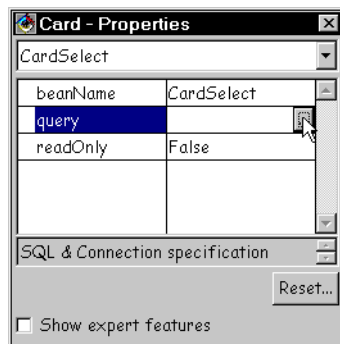 Card - Properties
CardSelect
beanName CardSelect
query
readOnly False
SQL & Connection specification
Reset...
Show expert features